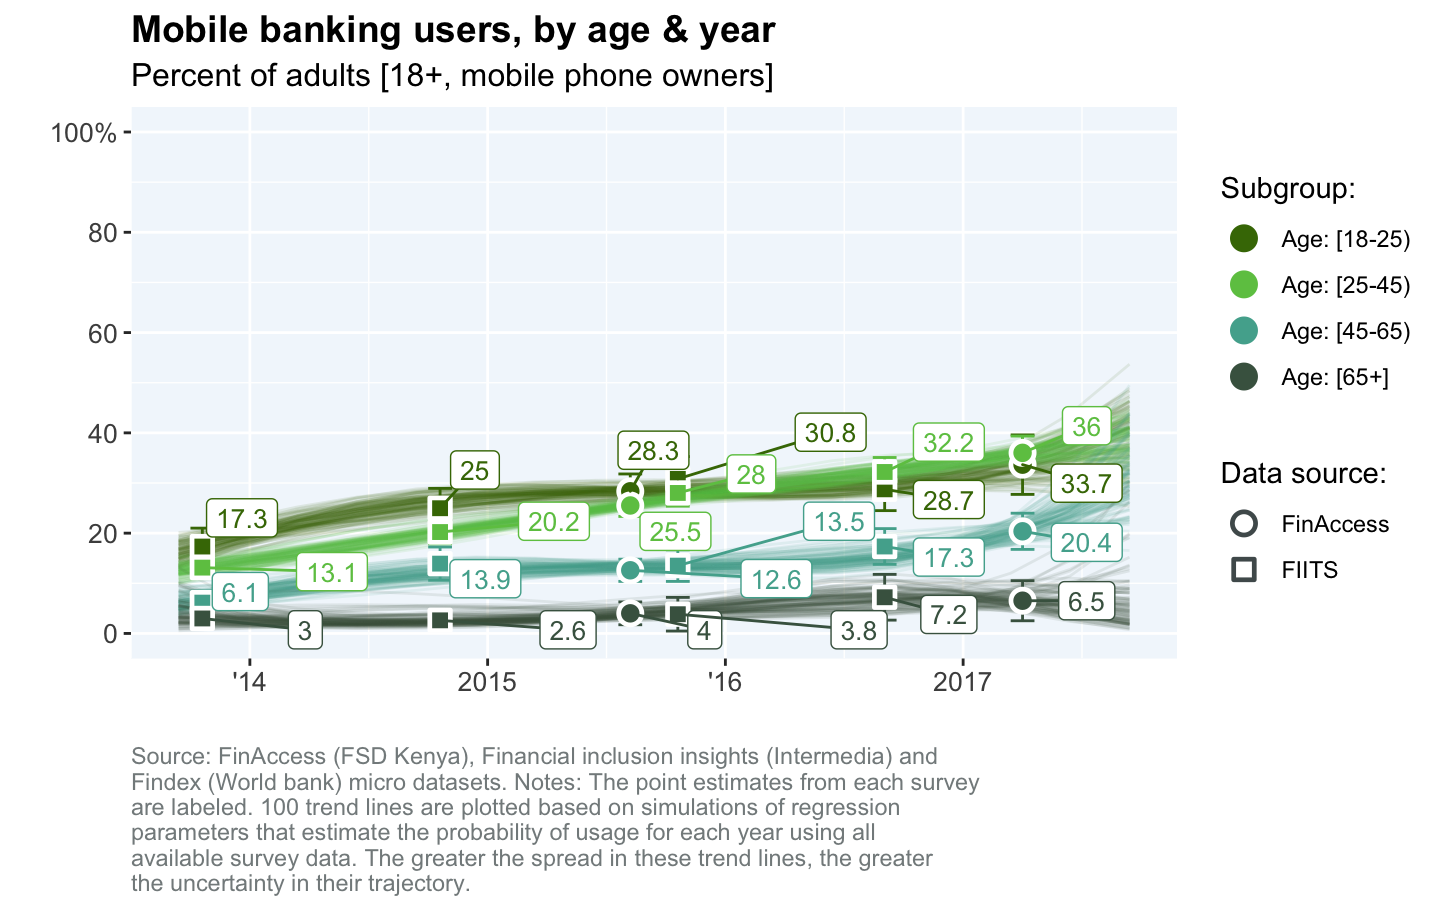 Mobile banking users, by age & year
Percent of adults [18+, mobile phone owners]
100%
80
60
40
20
0
17.3
13.1
6.1
3
25
20.2
13.9
2.6
28.3
25.5
12.6
4
30.8
28
13.5
3.8
32.2
28.7
17.3
7.2
36
33.7
20.4
6.5
'14
2015
'16
2017
Subgroup:
Age: [18-25)
Age: [25-45)
Age: [45-65)
Age: [65+]
Data source:
FinAccess
FIITS
Source: FinAccess (FSD Kenya), Financial inclusion insights (Intermedia) and
Findex (World bank) micro datasets. Notes: The point estimates from each survey
are labeled. 100 trend lines are plotted based on simulations of regression
parameters that estimate the probability of usage for each year using all
available survey data. The greater the spread in these trend lines, the greater
the uncertainty in their trajectory.